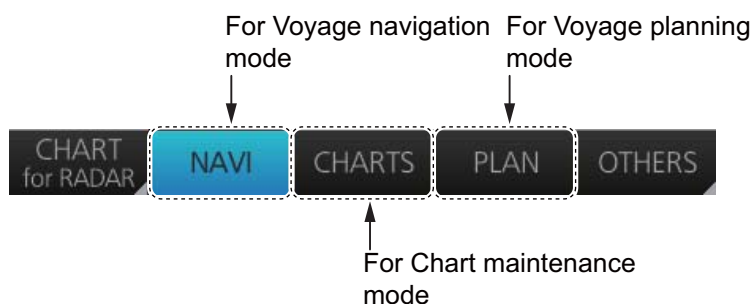 For Voyage navigation
mode
For Voyage planning
mode
CHART
for RADAR
NAVI
CHARTS
PLAN
OTHERS
For Chart maintenance
mode